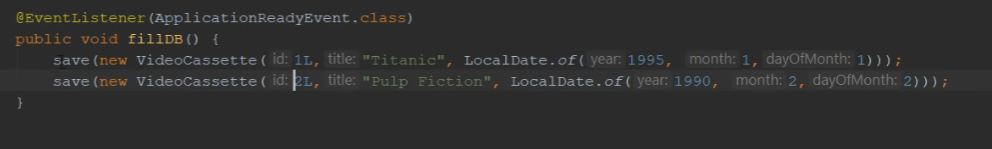 @EventListener(ApplicationReadyEvent.class)
public void fillDB() {
save(new VideoCassette( id: 1L, title: "Titanic", LocalDate.of( year: 1995, month: 1, dayOfMonth: 1)));
save(new VideoCassette( id: 2L, title: "Pulp Fiction", LocalDate.of( year: 1990, month: 2, dayOfMonth: 2)));
}